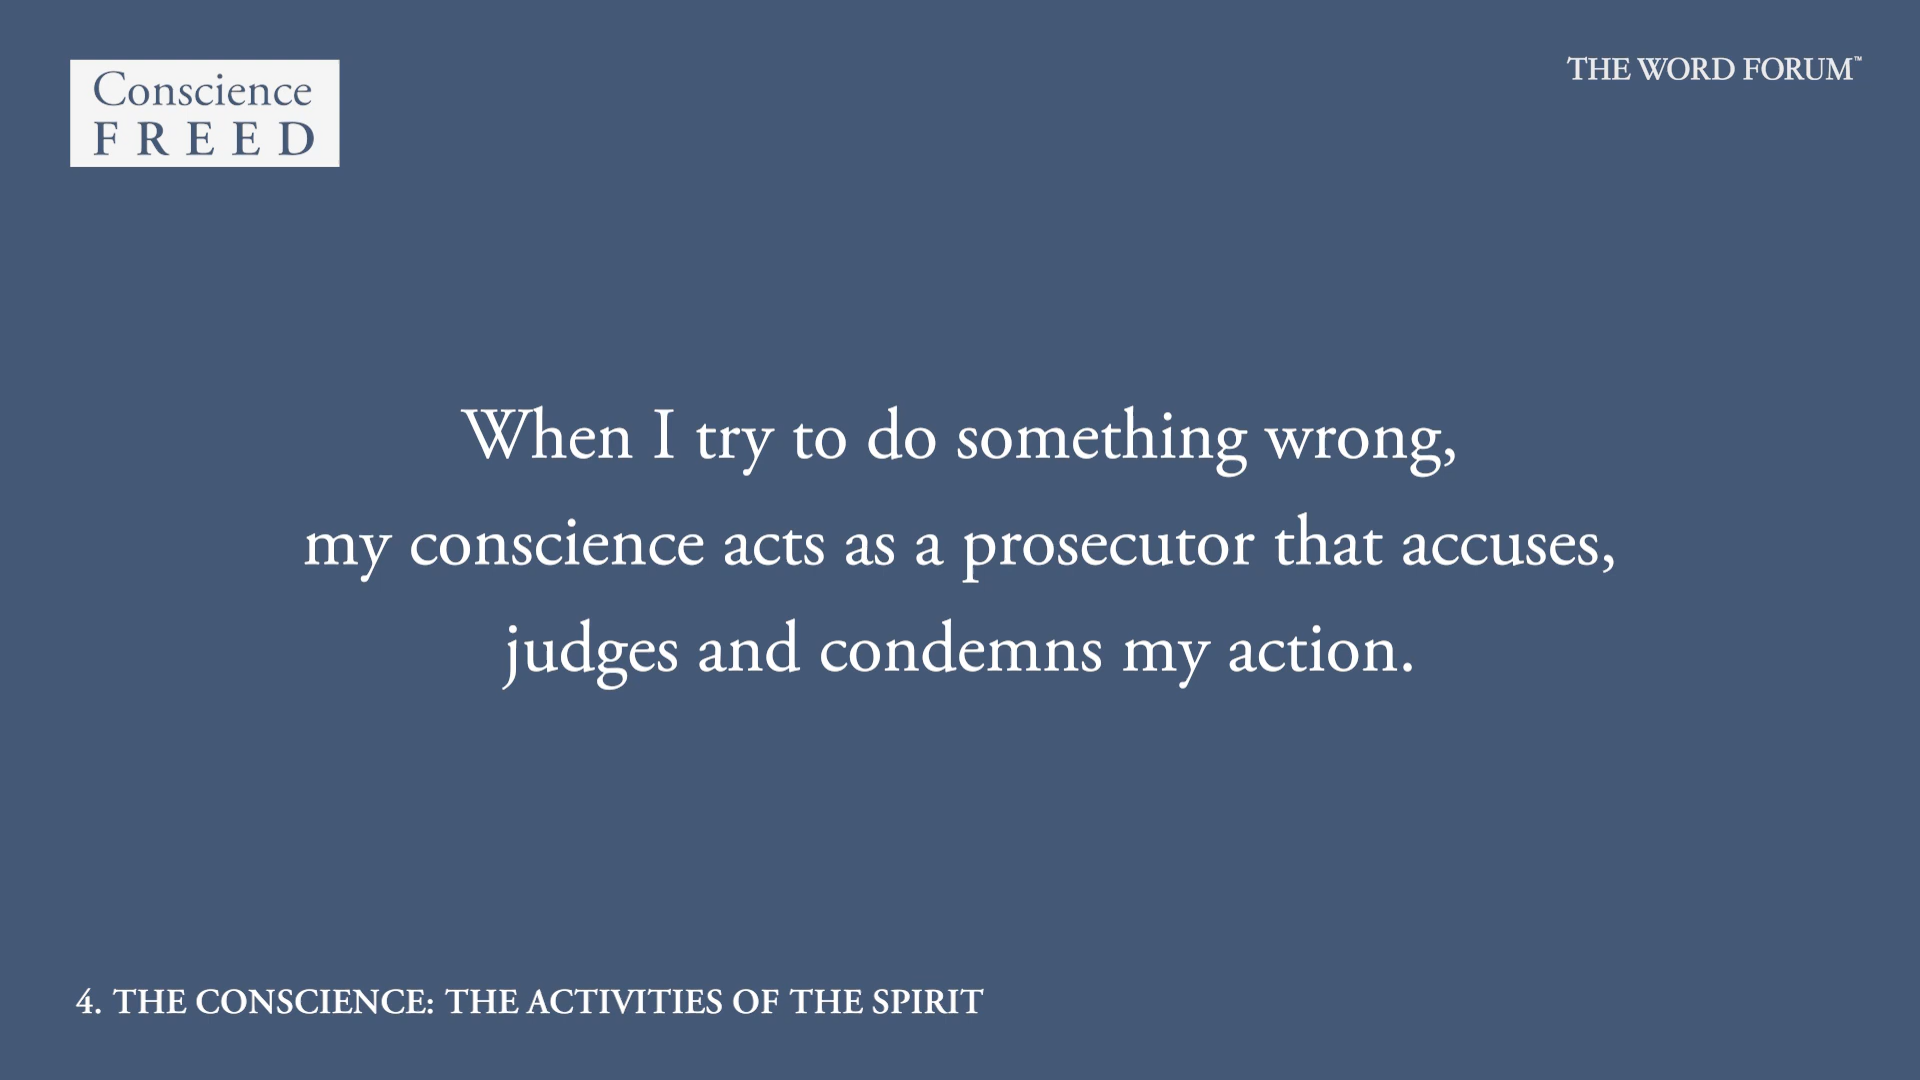 Conscience
FREED
THE WORD FORUM™
When I try to do something wrong,
my conscience acts as a prosecutor that accuses,
judges and condemns my action.
4. THE CONSCIENCE: THE ACTIVITIES OF THE SPIRIT